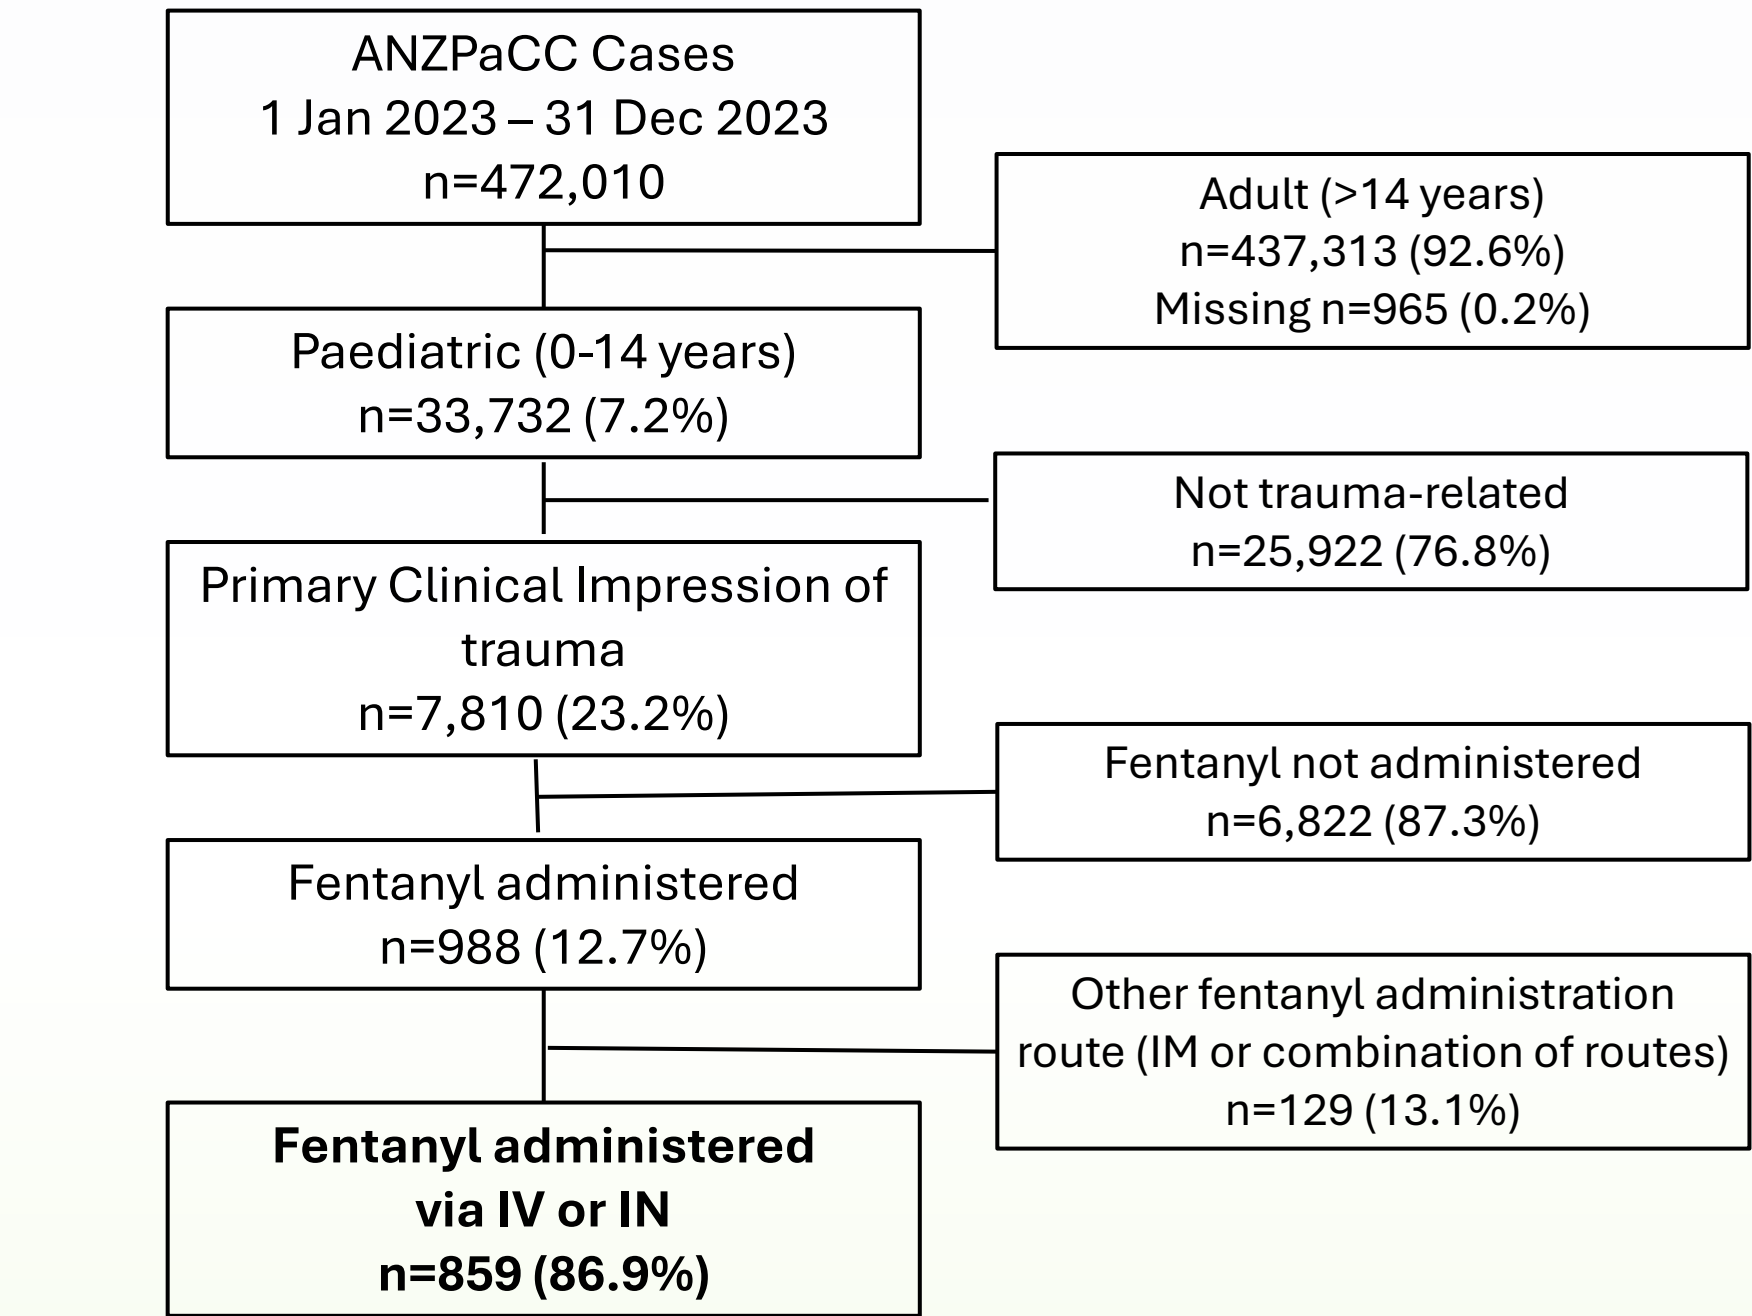 ANZPaCC Cases
1 Jan 2023 – 31 Dec 2023
n=472,010
Adult (>14 years)
n=437,313 (92.6%)
Missing n=965 (0.2%)
Paediatric (0-14 years)
n=33,732 (7.2%)
Not trauma-related
n=25,922 (76.8%)
Primary Clinical Impression of
trauma
n=7,810 (23.2%)
Fentanyl not administered
n=6,822 (87.3%)
Fentanyl administered
n=988 (12.7%)
Other fentanyl administration
route (IM or combination of routes)
n=129 (13.1%)
Fentanyl administered
via IV or IN
n=859 (86.9%)